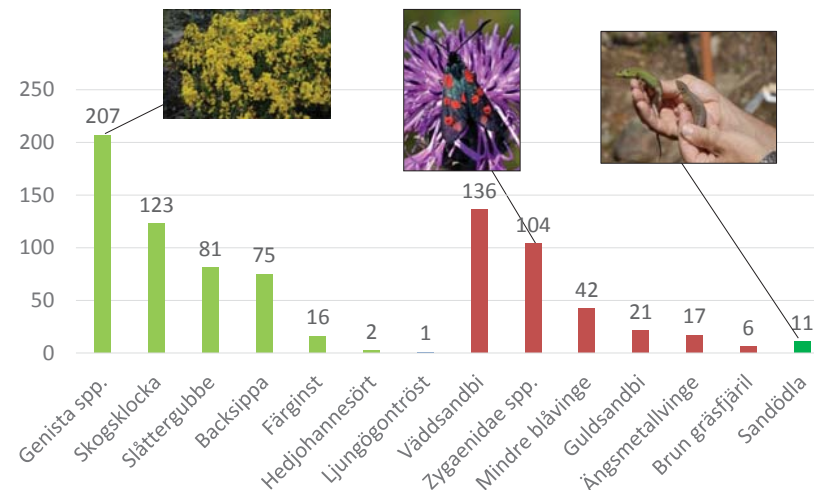 250
200
150
100
50
0
207
123
81
75
16
2
1
136
104
42
21
17
6
11
Genista spp.
Skogsklocka
Slåttergubbe
Backsippa
Färginst
Hedjohannesört
Ljungögontröst
Väddsandbi
Zygaenidae spp.
Mindre blåvinge
Guldsandbi
Ängsmetallvinge
Brun gräsfjäril
Sandödla